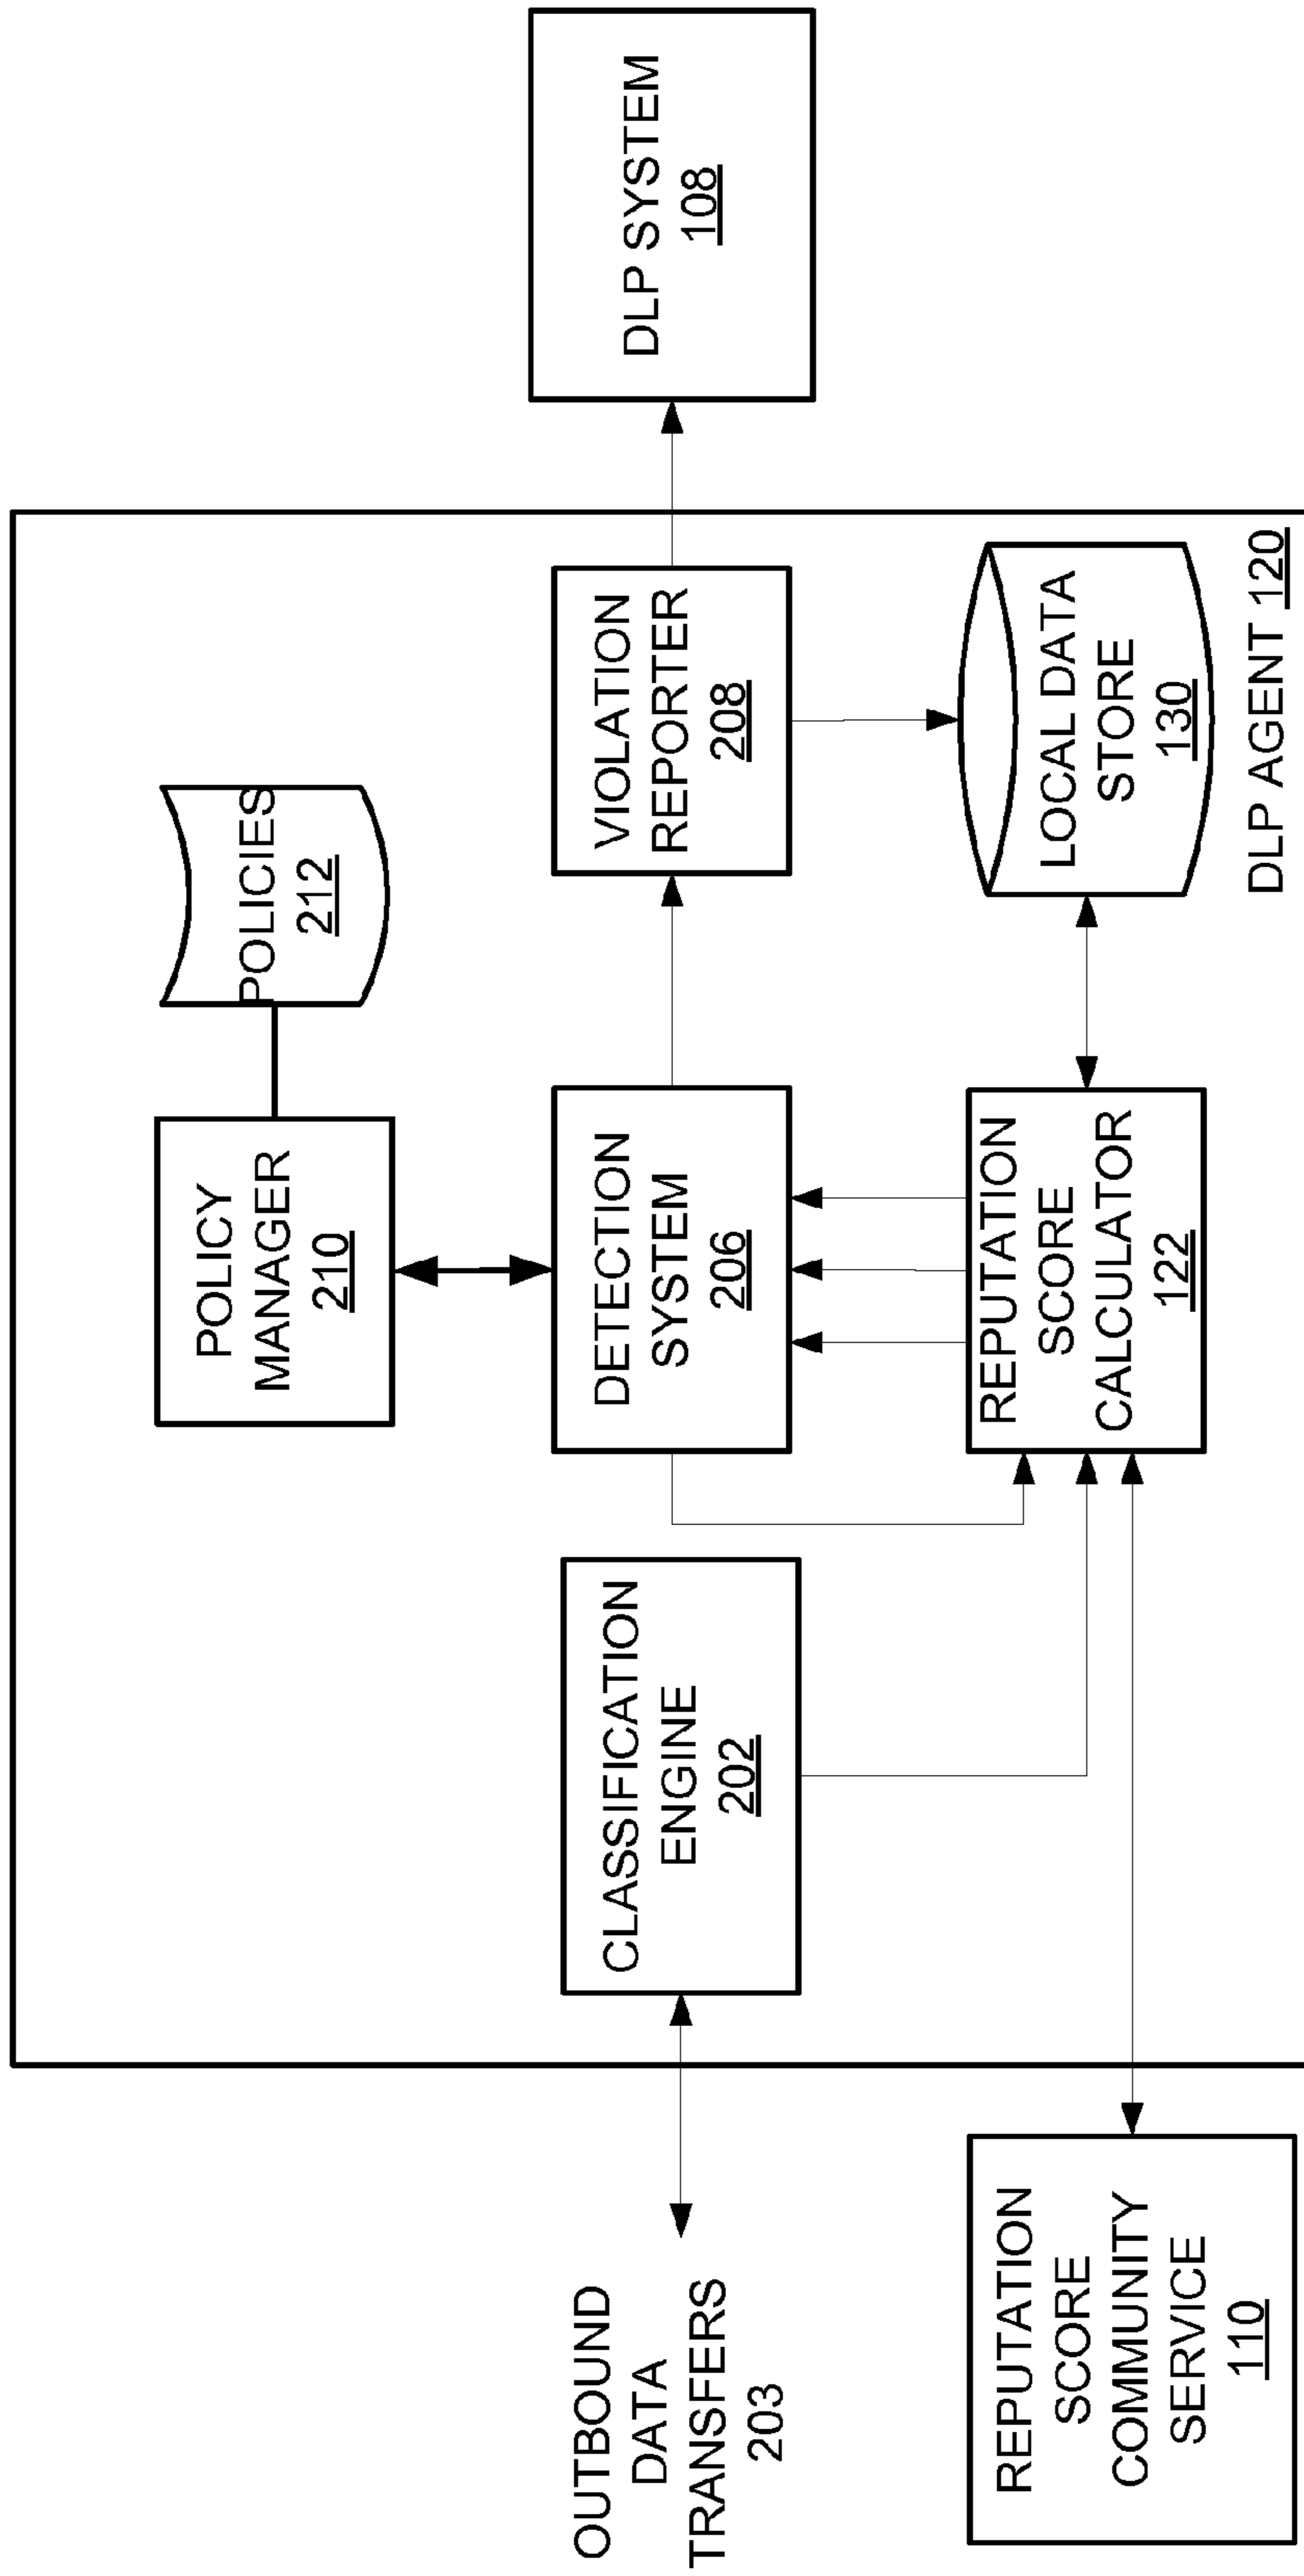 POLICY
MANAGER
210
POLICIES
212
OUTBOUND
DATA
TRANSFERS
203
CLASSIFICATION
ENGINE
202
DETECTION
SYSTEM
206
VIOLATION
REPORTER
208
DLP SYSTEM
108
REPUTATION
SCORE
COMMUNITY
SERVICE
110
REPUTATION
SCORE
CALCULATOR
122
LOCAL DATA
STORE
130
DLP AGENT 120